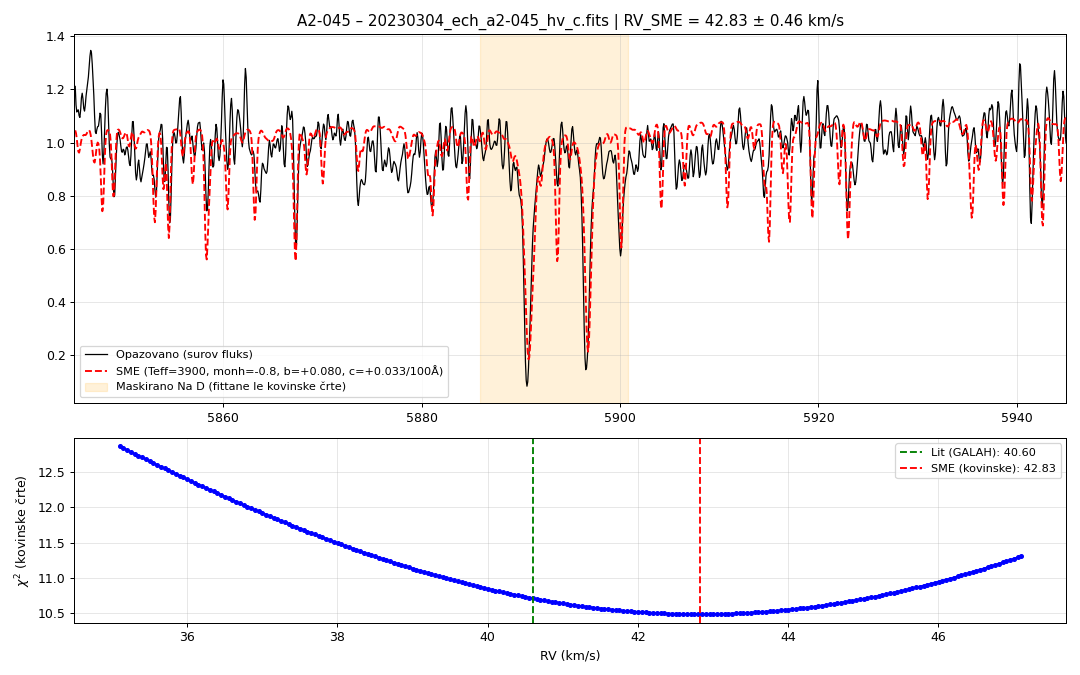 A2-045 – 20230304_ech_a2-045_hv_c.fits | RV_SME = 42.83 ± 0.46 km/s
1.4
1.2
1.0
0.8
0.6
0.4
0.2
Opazovano (surov fluks)
SME (Teff=3900, monh=-0.8, b=+0.080, c=+0.033/100Å)
Maskirano Na D (fittane le kovinske črte)
5860 5880 5900 5920 5940
12.5
12.0
11.5
11.0
10.5
χ² (kovinske črte)
Lit (GALAH): 40.60
SME (kovinske): 42.83
36 38 40 42 44 46
RV (km/s)